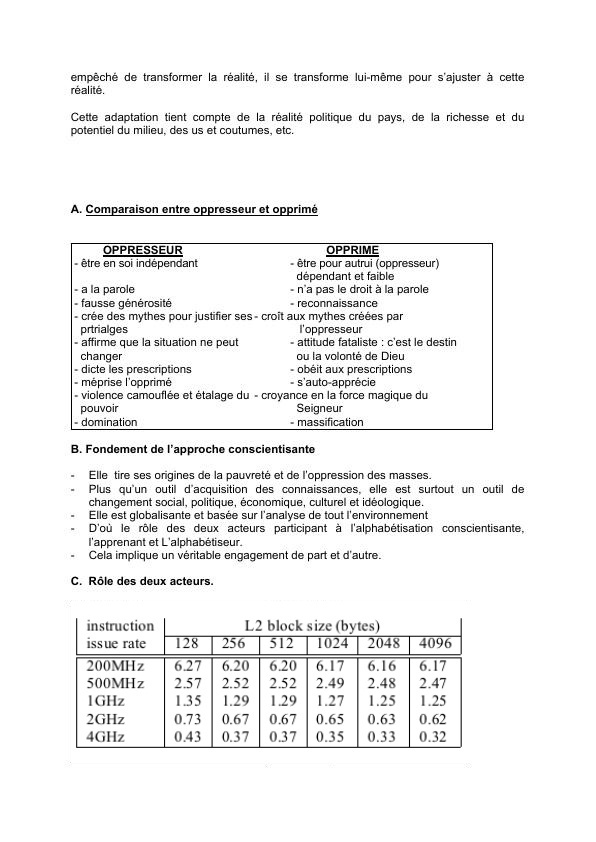 empêché de transformer la réalité, il se transforme lui-même pour s'ajuster à cette
réalité.
Cette adaptation tient compte de la réalité politique du pays, de la richesse et du
potentiel du milieu, des us et coutumes, etc.
A. Comparaison entre oppresseur et opprimé
OPPRESSEUR OPPRIME
- être en soi indépendant - être pour autrui (oppresseur)
dépendant et faible
- a la parole - n'a pas le droit à la parole
- fausse générosité - reconnaissance
- crée des mythes pour justifier ses - croît aux mythes créées par
prtrialges l'oppresseur
- affirme que la situation ne peut - attitude fataliste : c'est le destin
changer ou la volonté de Dieu
- dicte les prescriptions - obéit aux prescriptions
- méprise l'opprimé - s'auto-apprécie
- violence camouflée et étalage du - croyance en la force magique du
pouvoir Seigneur
- domination - massification
B. Fondement de l'approche conscientisante
- Elle tire ses origines de la pauvreté et de l'oppression des masses.
- Plus qu'un outil d'acquisition des connaissances, elle est surtout un outil de
changement social, politique, économique, culturel et idéologique.
- Elle est globalisante et basée sur l'analyse de tout l'environnement
- D'où le rôle des deux acteurs participant à l'alphabétisation conscientisante,
l'apprenant et L'alphabétiseur.
- Cela implique un véritable engagement de part et d'autre.
C. Rôle des deux acteurs.
instruction L2 block size (bytes)
issue rate 128 256 512 1024 2048 4096
200MHz 6.27 6.20 6.20 6.17 6.16 6.17
500MHz 2.57 2.52 2.52 2.49 2.48 2.47
1GHz 1.35 1.29 1.29 1.27 1.25 1.25
2GHz 0.73 0.67 0.67 0.65 0.63 0.62
4GHz 0.43 0.37 0.37 0.35 0.33 0.32